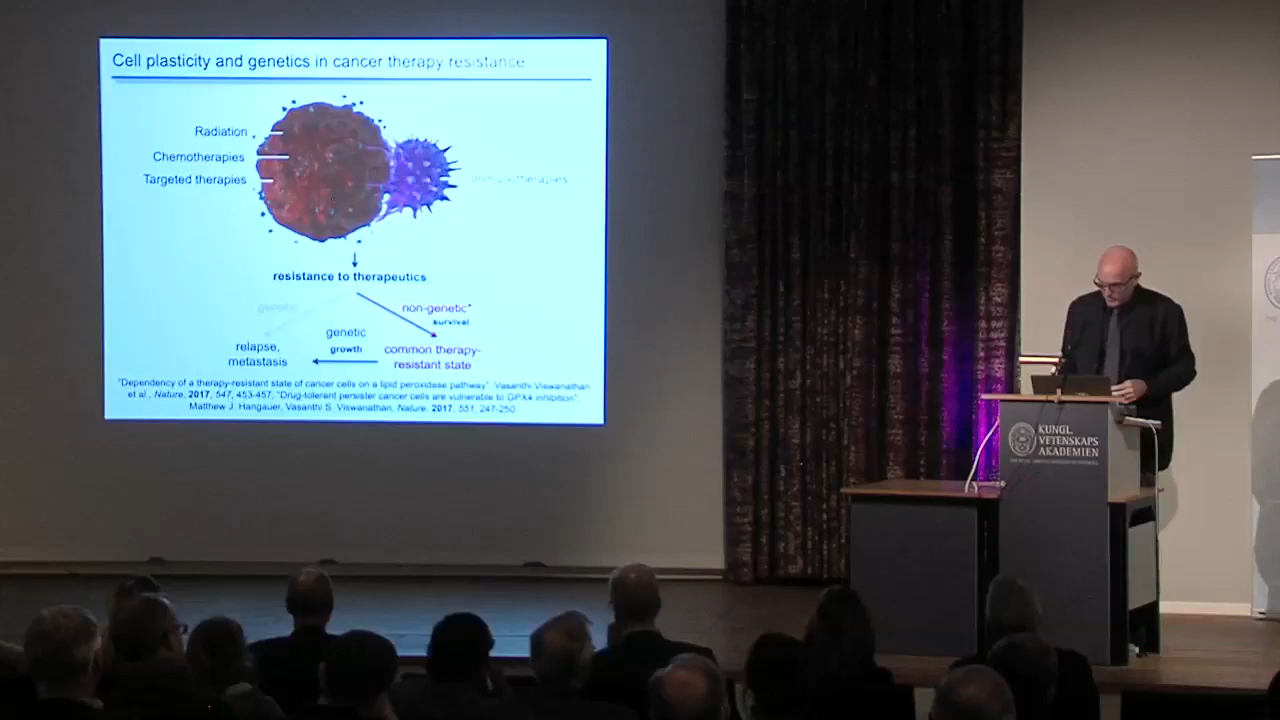 Cell plasticity and genetics in cancer therapy resistance
Radiation
Chemotherapies
Targeted therapies
Immunotherapies
resistance to therapeutics
genetic
non-genetic*
survival
genetic
growth
relapse,
metastasis
common therapy-
resistant state
"Dependency of a therapy-resistant state of cancer cells on a lipid peroxidase pathway". Vasanthi Viswanathan
et al., Nature, 2017, 547, 453-457, "Drug-tolerant persister cancer cells are vulnerable to GPX4 inhibition",
Matthew J. Hangauer, Vasanthi S. Viswanathan, Nature. 2017, 551, 247-250
KUNGL.
VETENSKAPS
AKADEMIEN